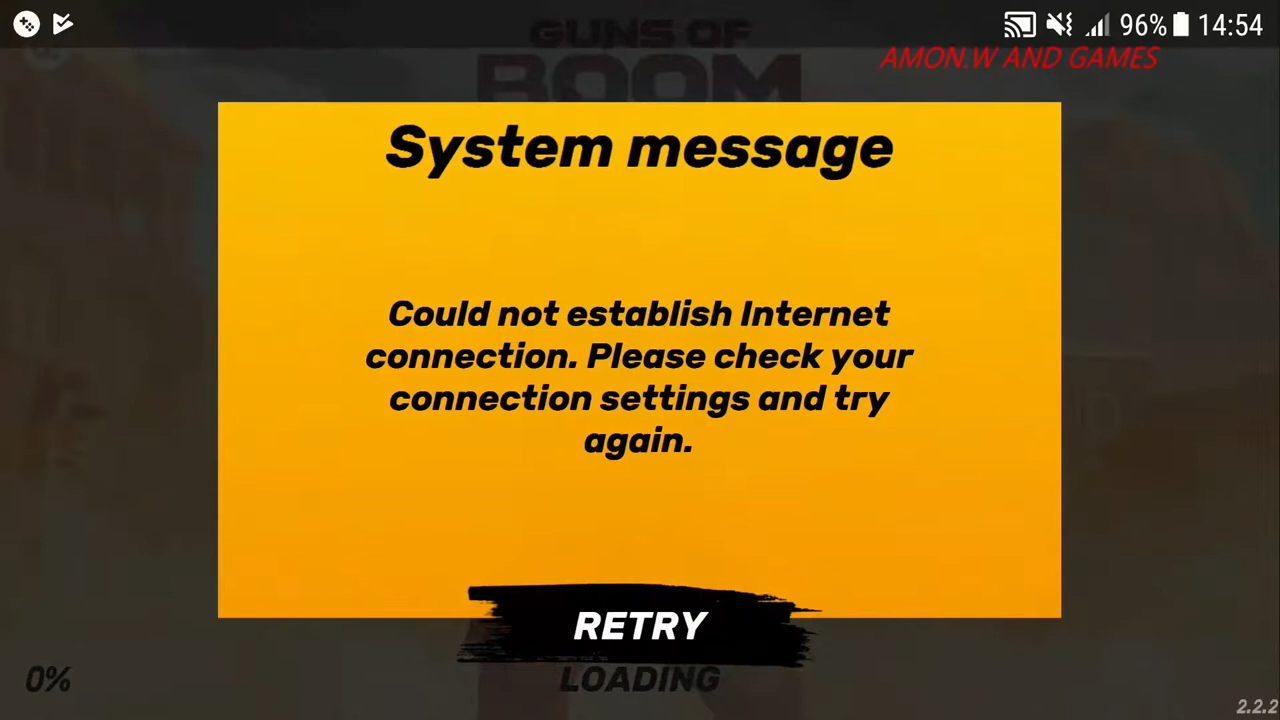 96% 14:54
GUNS OF
BOOM
AMON.W AND GAMES
System message
Could not establish Internet
connection. Please check your
connection settings and try
again.
RETRY
0%
LOADING
2.2.2